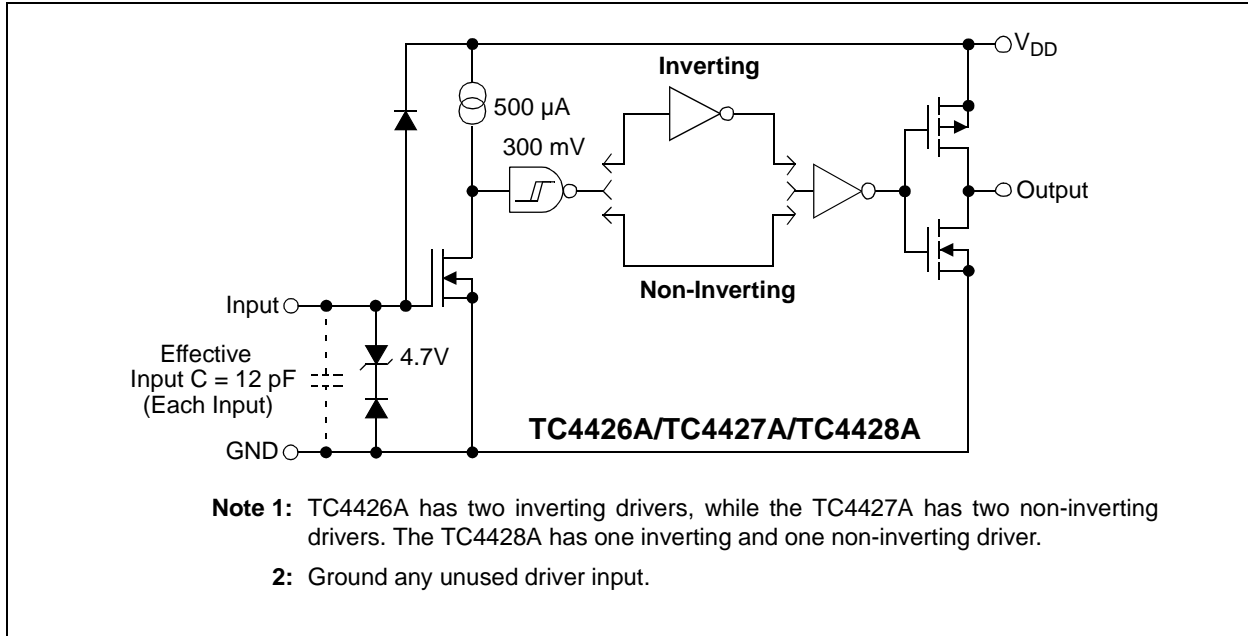 V_DD
Inverting
500 µA
300 mV
Output
Non-Inverting
Input
Effective
Input C = 12 pF
(Each Input)
4.7V
TC4426A/TC4427A/TC4428A
GND
Note 1: TC4426A has two inverting drivers, while the TC4427A has two non-inverting
drivers. The TC4428A has one inverting and one non-inverting driver.
2: Ground any unused driver input.